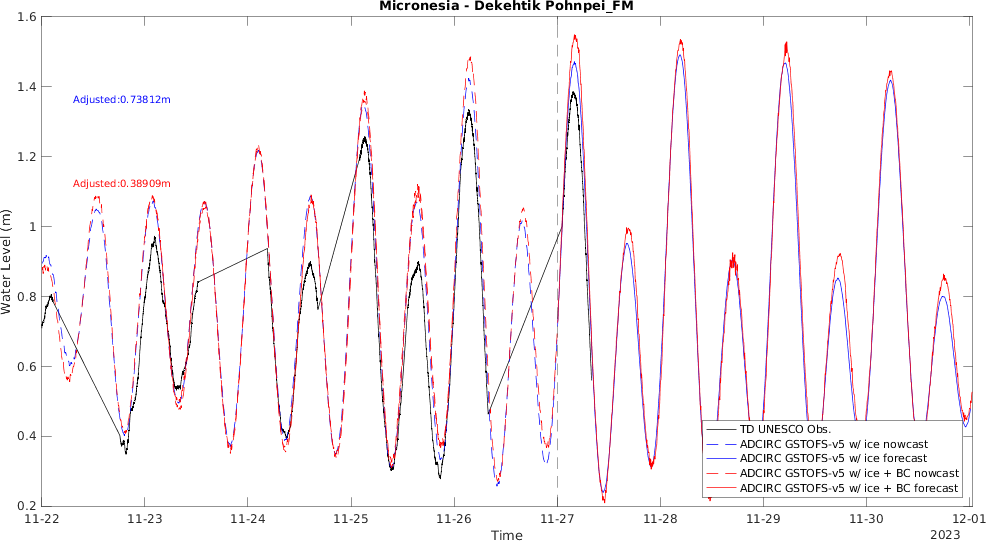 Micronesia - Dekehtik Pohnpei_FM
1.6
1.4
1.2
1
0.8
0.6
0.4
0.2
Water Level (m)
Adjusted:0.73812m
Adjusted:0.38909m
TD UNESCO Obs.
ADCIRC GSTOFS-v5 w/ ice nowcast
ADCIRC GSTOFS-v5 w/ ice forecast
ADCIRC GSTOFS-v5 w/ ice + BC nowcast
ADCIRC GSTOFS-v5 w/ ice + BC forecast
11-22 11-23 11-24 11-25 11-26 11-27 11-28 11-29 11-30 12-01
Time
2023